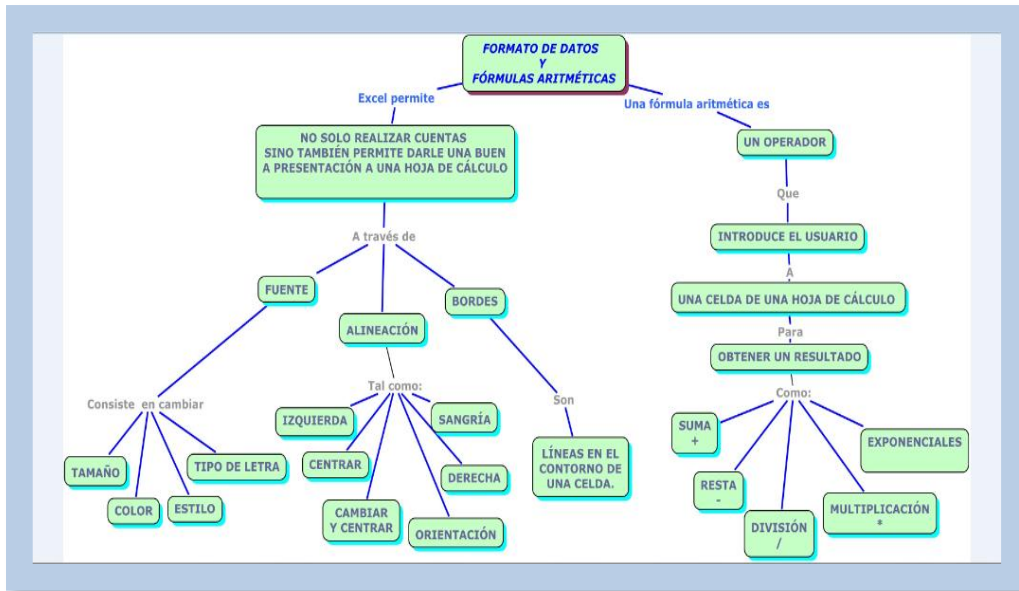 FORMATO DE DATOS
Y
FÓRMULAS ARITMÉTICAS
Excel permite
Una fórmula aritmética es
NO SOLO REALIZAR CUENTAS
SINO TAMBIÉN PERMITE DARLE UNA BUEN
A PRESENTACIÓN A UNA HOJA DE CÁLCULO
A través de
FUENTE
ALINEACIÓN
BORDES
Consiste en cambiar
TAMAÑO
COLOR
ESTILO
TIPO DE LETRA
Tal como:
IZQUIERDA
CENTRAR
CAMBIAR
Y CENTRAR
ORIENTACIÓN
DERECHA
SANGRÍA
Son
LÍNEAS EN EL
CONTORNO DE
UNA CELDA.
UN OPERADOR
Que
INTRODUCE EL USUARIO
A
UNA CELDA DE UNA HOJA DE CÁLCULO
Para
OBTENER UN RESULTADO
Como:
SUMA
+
RESTA
-
DIVISIÓN
/
MULTIPLICACIÓN
*
EXPONENCIALES